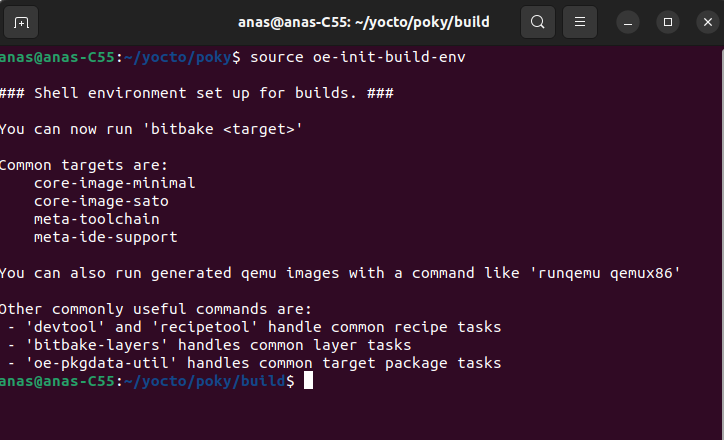 anas@anas-C55: ~/yocto/poky/build
anas@anas-C55:~/yocto/poky$ source oe-init-build-env
### Shell environment set up for builds. ###
You can now run 'bitbake <target>'
Common targets are:
    core-image-minimal
    core-image-sato
    meta-toolchain
    meta-ide-support
You can also run generated qemu images with a command like 'runqemu qemux86'
Other commonly useful commands are:
 - 'devtool' and 'recipetool' handle common recipe tasks
 - 'bitbake-layers' handles common layer tasks
 - 'oe-pkgdata-util' handles common target package tasks
anas@anas-C55:~/yocto/poky/build$